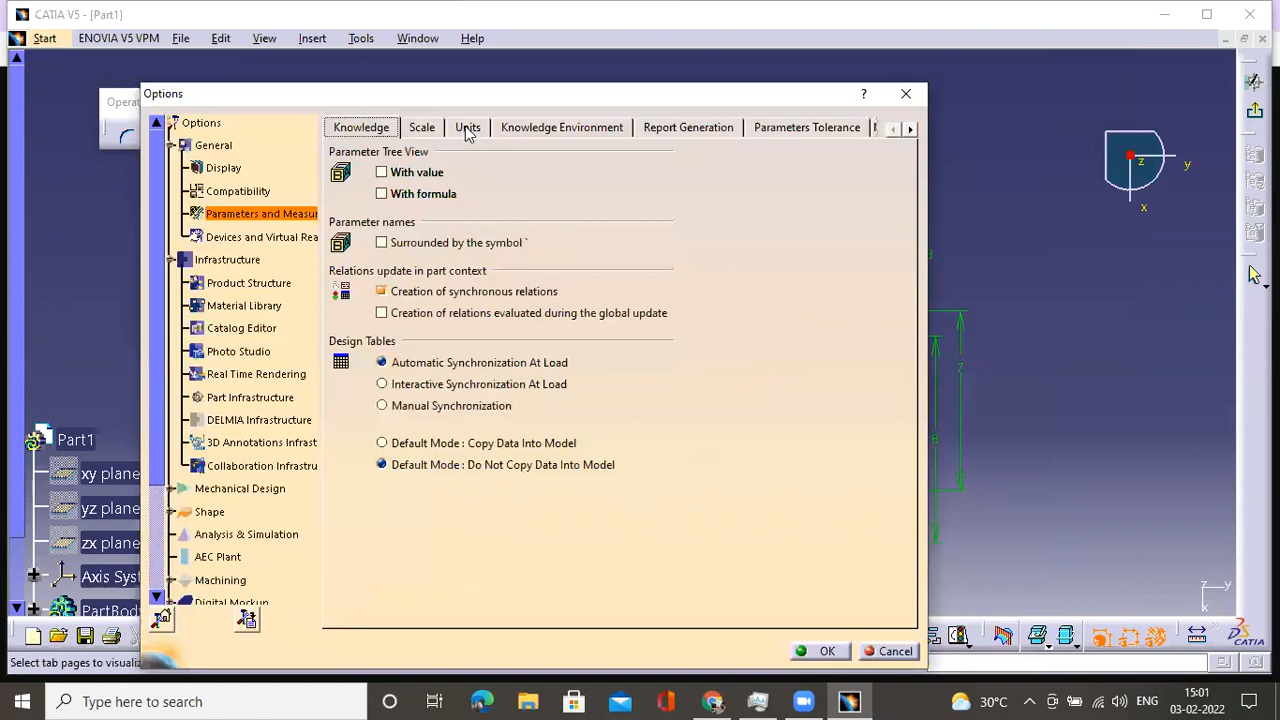 CATIA V5 - [Part1]
Start ENOVIA V5 VPM File Edit View Insert Tools Window Help
Options
Options
General
Display
Compatibility
Parameters and Measur
Devices and Virtual Rea
Infrastructure
Product Structure
Material Library
Catalog Editor
Photo Studio
Real Time Rendering
Part Infrastructure
DELMIA Infrastructure
3D Annotations Infrast
Collaboration Infrastru
Mechanical Design
Shape
Analysis & Simulation
AEC Plant
Machining
Digital Mockup
Knowledge Scale Units Knowledge Environment Report Generation Parameters Tolerance
Parameter Tree View
With value
With formula
Parameter names
Surrounded by the symbol `
Relations update in part context
Creation of synchronous relations
Creation of relations evaluated during the global update
Design Tables
Automatic Synchronization At Load
Interactive Synchronization At Load
Manual Synchronization
Default Mode : Copy Data Into Model
Default Mode : Do Not Copy Data Into Model
OK Cancel
Operat
Part1
xy plane
yz plane
zx plane
Axis Sys
PartBody
z y
x
z y
x
CATIA
Select tab pages to visualiz
Type here to search
30°C ENG
15:01
03-02-2022